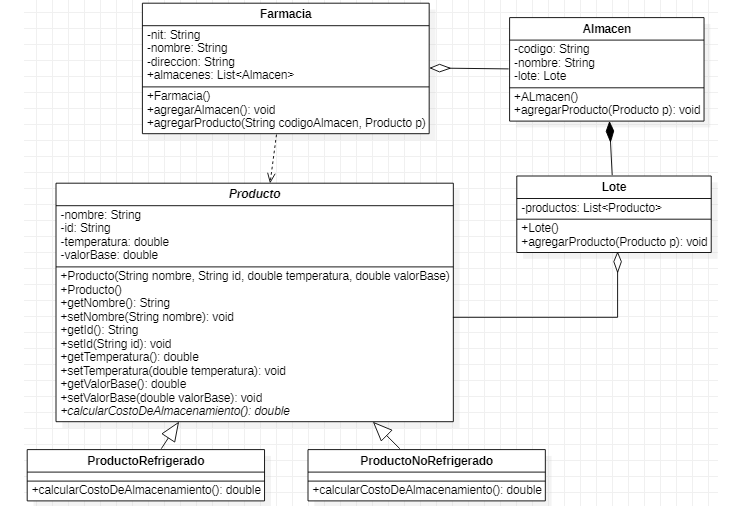 Farmacia
-nit: String
-nombre: String
-direccion: String
+almacenes: List<Almacen>
+Farmacia()
+agregarAlmacen(): void
+agregarProducto(String codigoAlmacen, Producto p)
Almacen
-codigo: String
-nombre: String
-lote: Lote
+ALmacen()
+agregarProducto(Producto p): void
Lote
-productos: List<Producto>
+Lote()
+agregarProducto(Producto p): void
Producto
-nombre: String
-id: String
-temperatura: double
-valorBase: double
+Producto(String nombre, String id, double temperatura, double valorBase)
+Producto()
+getNombre(): String
+setNombre(String nombre): void
+getId(): String
+setId(String id): void
+getTemperatura(): double
+setTemperatura(double temperatura): void
+getValorBase(): double
+setValorBase(double valorBase): void
+calcularCostoDeAlmacenamiento(): double
ProductoRefrigerado
+calcularCostoDeAlmacenamiento(): double
ProductoNoRefrigerado
+calcularCostoDeAlmacenamiento(): double